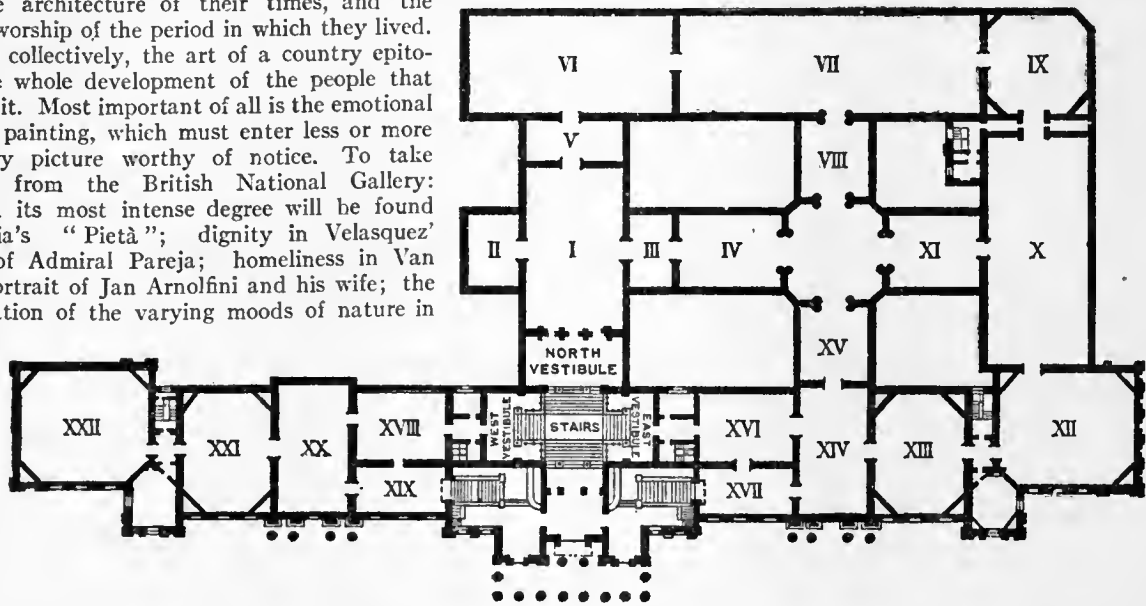 e architecture of their times, and the
worship of the period in which they lived.
collectively, the art of a country epito-
e whole development of the people that
it. Most important of all is the emotional
painting, which must enter less or more
y picture worthy of notice. To take
from the British National Gallery:
its most intense degree will be found
ia's "Pietà"; dignity in Velasquez'
of Admiral Pareja; homeliness in Van
ortrait of Jan Arnolfini and his wife; the
ation of the varying moods of nature in
VI
VII
IX
V
VIII
II
I
III
IV
XI
X
NORTH
VESTIBULE
XV
XXII
XXI
XX
XVIII
WEST
VESTIBULE
STAIRS
EAST
VESTIBULE
XVI
XIV
XIII
XII
XIX
XVII